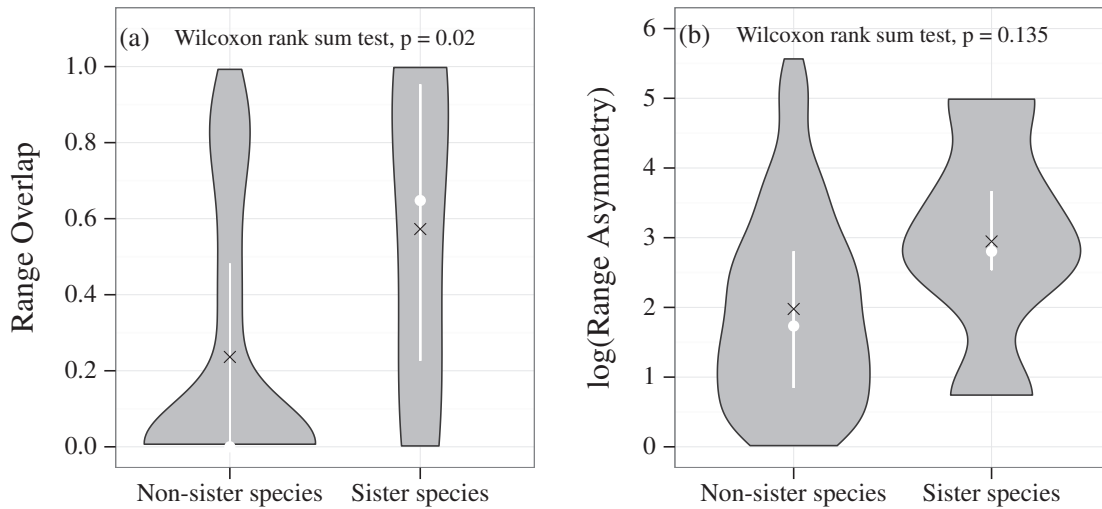 (a) Wilcoxon rank sum test, p = 0.02
Range Overlap
1.0
0.8
0.6
0.4
0.2
0.0
Non-sister species Sister species
(b) Wilcoxon rank sum test, p = 0.135
log(Range Asymmetry)
6
5
4
3
2
1
0
Non-sister species Sister species